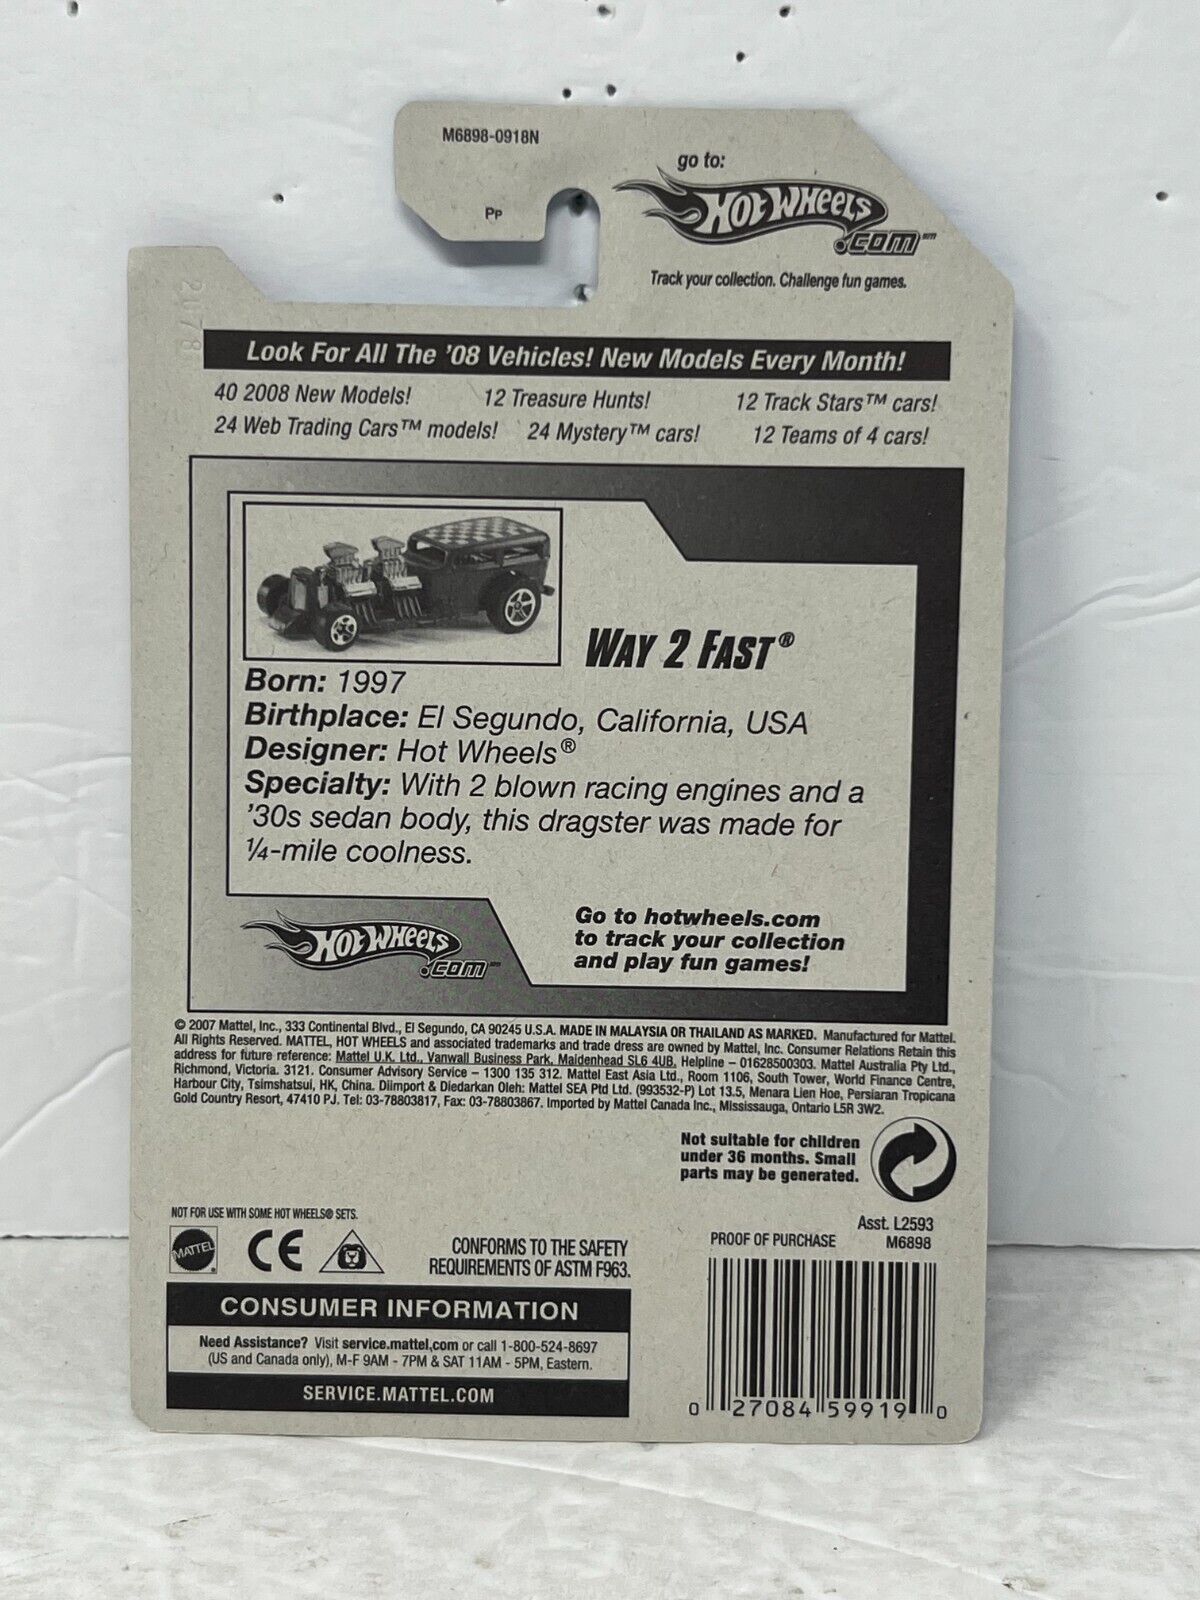 M6898-0918N
Pp
go to:
HOT WHEELS
.COM℠
Track your collection. Challenge fun games.
2078
Look For All The '08 Vehicles! New Models Every Month!
40 2008 New Models! 12 Treasure Hunts! 12 Track Stars™ cars!
24 Web Trading Cars™ models! 24 Mystery™ cars! 12 Teams of 4 cars!
WAY 2 FAST®
Born: 1997
Birthplace: El Segundo, California, USA
Designer: Hot Wheels®
Specialty: With 2 blown racing engines and a
'30s sedan body, this dragster was made for
¼-mile coolness.
HOT WHEELS
.COM℠
Go to hotwheels.com
to track your collection
and play fun games!
© 2007 Mattel, Inc., 333 Continental Blvd., El Segundo, CA 90245 U.S.A. MADE IN MALAYSIA OR THAILAND AS MARKED. Manufactured for Mattel.
All Rights Reserved. MATTEL, HOT WHEELS and associated trademarks and trade dress are owned by Mattel, Inc. Consumer Relations Retain this
address for future reference: Mattel U.K. Ltd., Vanwall Business Park, Maidenhead SL6 4UB. Helpline – 01628500303. Mattel Australia Pty Ltd.,
Richmond, Victoria. 3121. Consumer Advisory Service – 1300 135 312. Mattel East Asia Ltd., Room 1106, South Tower, World Finance Centre,
Harbour City, Tsimshatsui, HK, China. Diimport & Diedarkan Oleh: Mattel SEA Ptd Ltd. (993532-P) Lot 13.5, Menara Lien Hoe, Persiaran Tropicana
Gold Country Resort, 47410 PJ. Tel: 03-78803817, Fax: 03-78803867. Imported by Mattel Canada Inc., Mississauga, Ontario L5R 3W2.
Not suitable for children
under 36 months. Small
parts may be generated.
NOT FOR USE WITH SOME HOT WHEELS® SETS.
MATTEL
CE
CONFORMS TO THE SAFETY
REQUIREMENTS OF ASTM F963.
Asst. L2593
PROOF OF PURCHASE M6898
CONSUMER INFORMATION
Need Assistance? Visit service.mattel,com or call 1-800-524-8697
(US and Canada only), M-F 9AM - 7PM & SAT 11AM - 5PM, Eastern.
SERVICE.MATTEL.COM
0 27084 59919 0